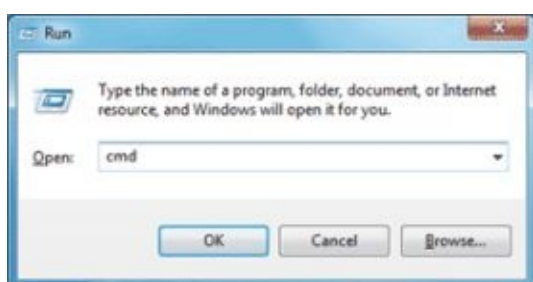 Run
Type the name of a program, folder, document, or Internet
resource, and Windows will open it for you.
Open: cmd
OK Cancel Browse...